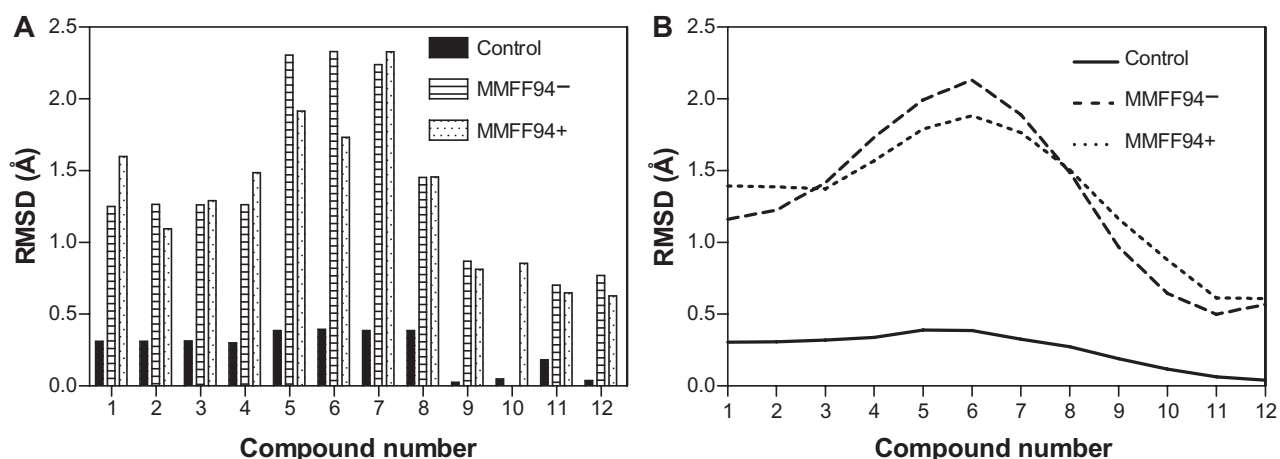 A
RMSD (Å)
2.5
2.0
1.5
1.0
0.5
0.0
Control
MMFF94−
MMFF94+
1 2 3 4 5 6 7 8 9 10 11 12
Compound number
B
RMSD (Å)
2.5
2.0
1.5
1.0
0.5
0.0
Control
MMFF94−
MMFF94+
1 2 3 4 5 6 7 8 9 10 11 12
Compound number